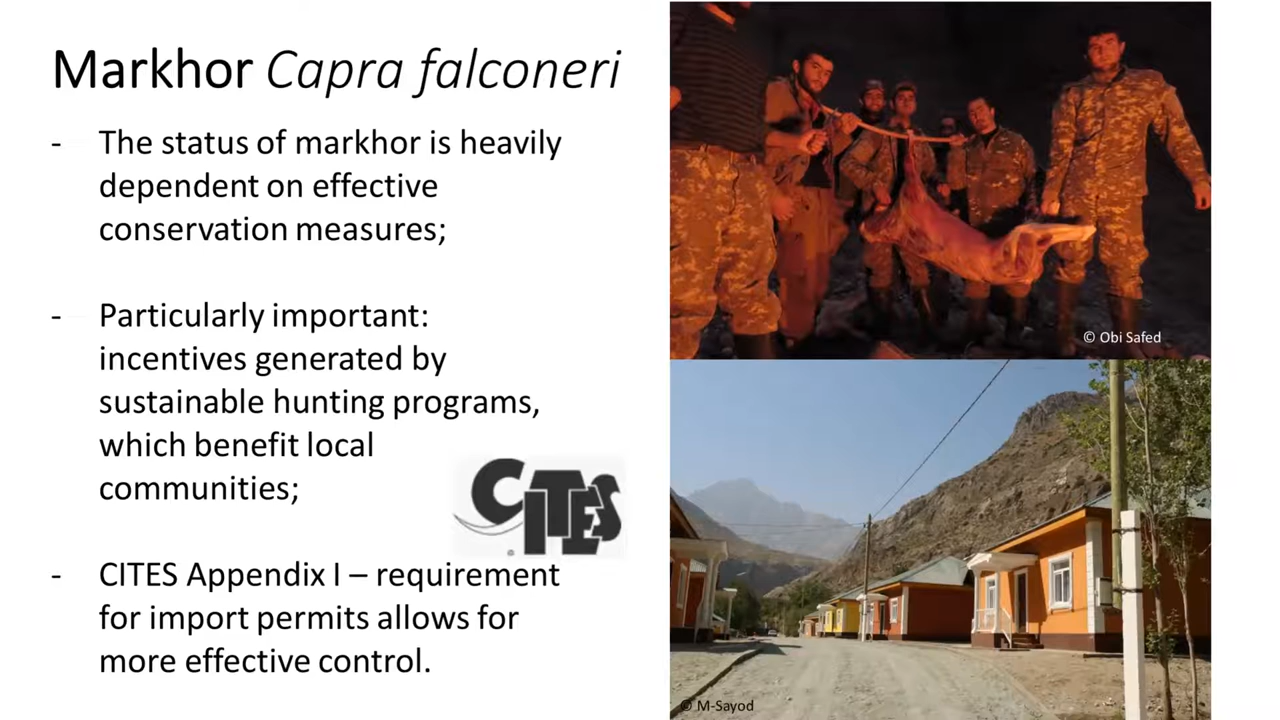 Markhor Capra falconeri
- The status of markhor is heavily
dependent on effective
conservation measures;
- Particularly important:
incentives generated by
sustainable hunting programs,
which benefit local
communities;
CITES
®
- CITES Appendix I – requirement
for import permits allows for
more effective control.
© Obi Safed
© M-Sayod